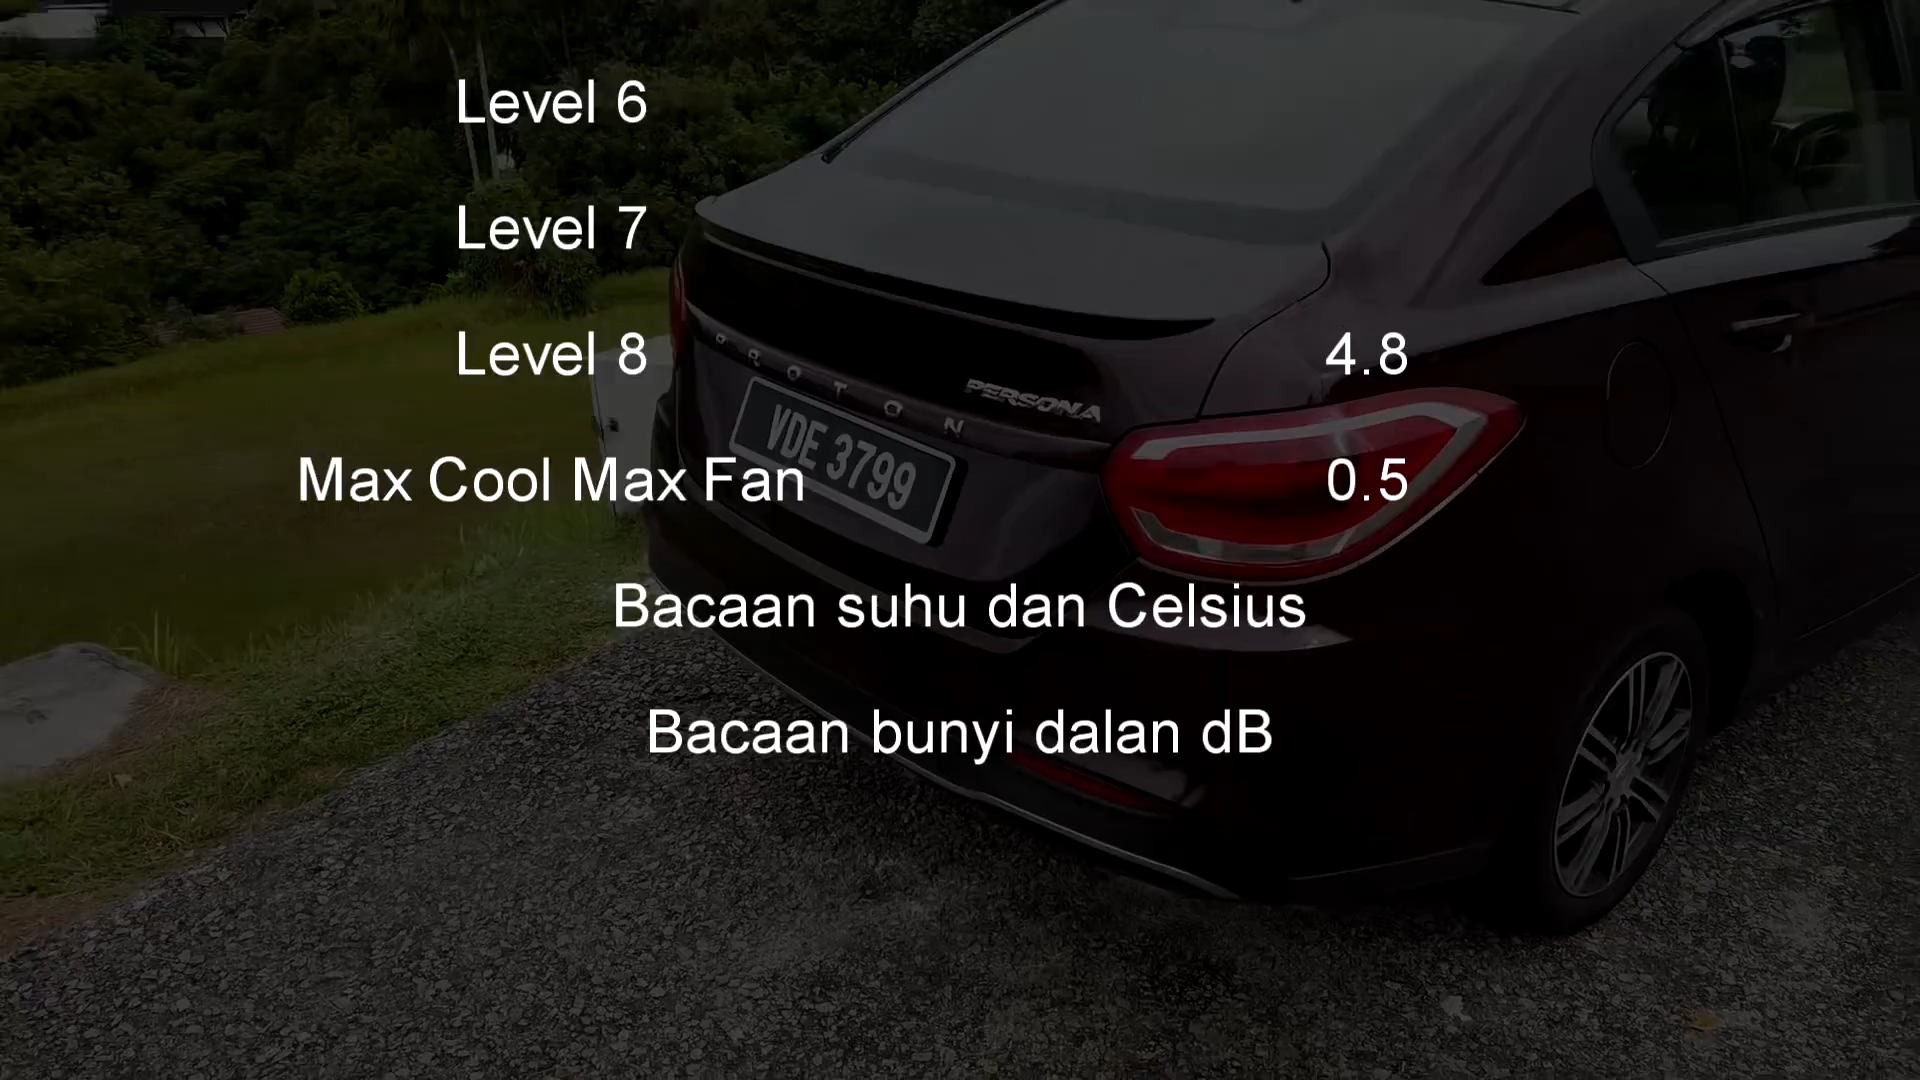 Level 6
Level 7
Level 8 4.8
Max Cool Max Fan 0.5
Bacaan suhu dan Celsius
Bacaan bunyi dalan dB
PROTON
PERSONA
VDE 3799